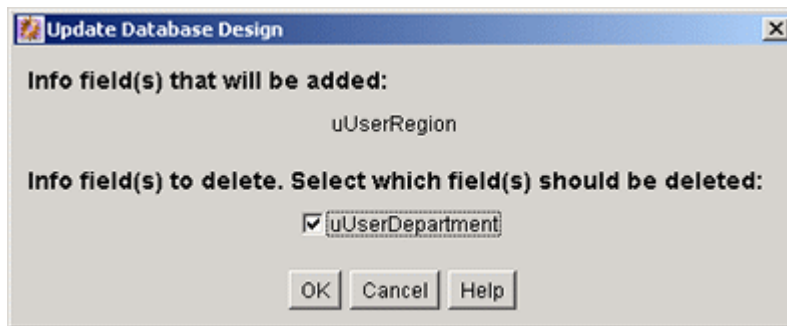 Update Database Design
Info field(s) that will be added:
uUserRegion
Info field(s) to delete. Select which field(s) should be deleted:
uUserDepartment
OK Cancel Help